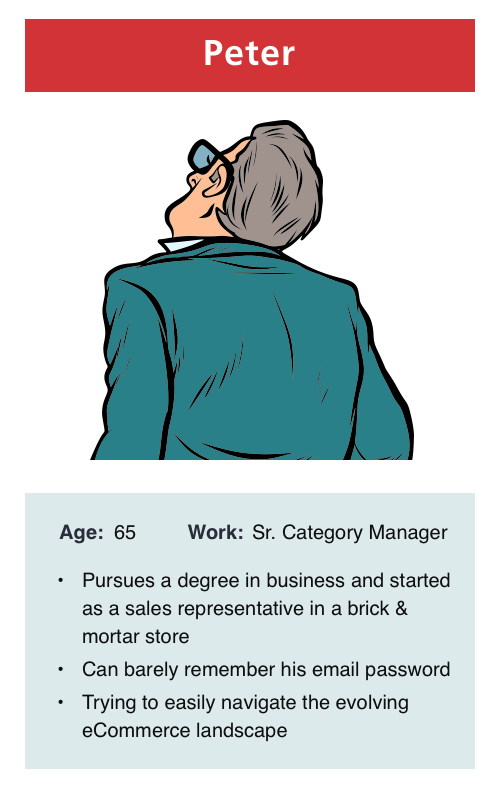 Peter
Age: 65 Work: Sr. Category Manager
• Pursues a degree in business and started
as a sales representative in a brick &
mortar store
• Can barely remember his email password
• Trying to easily navigate the evolving
eCommerce landscape